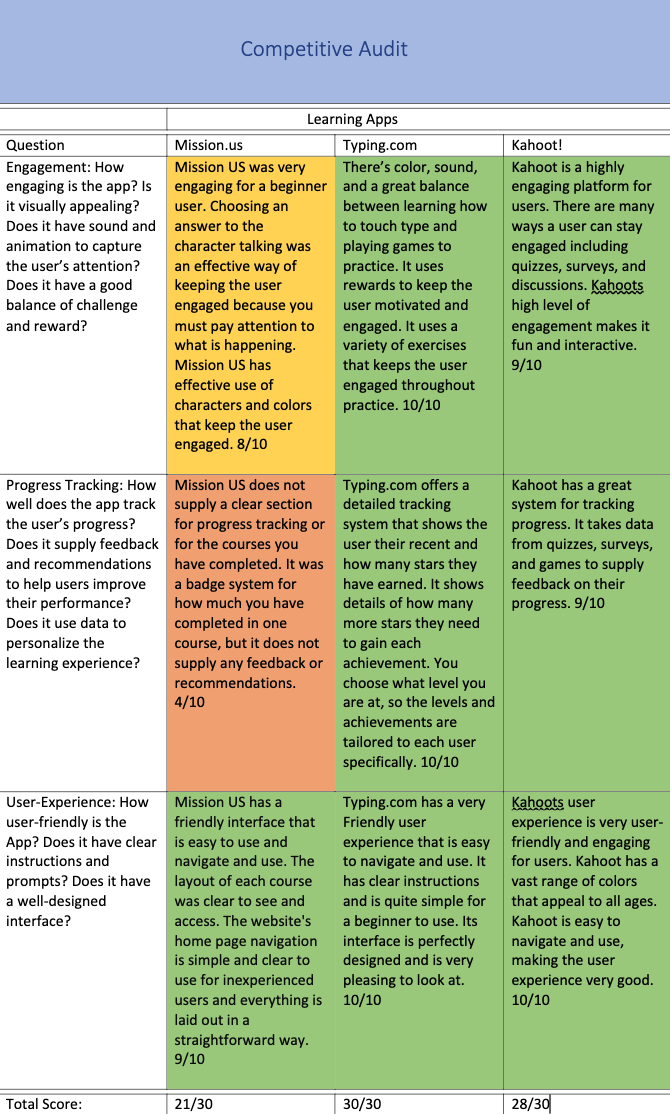 Competitive Audit
Learning Apps
Question
Mission.us
Typing.com
Kahoot!
Engagement: How
engaging is the app? Is
it visually appealing?
Does it have sound and
animation to capture
the user's attention?
Does it have a good
balance of challenge
and reward?
Mission US was very
engaging for a beginner
user. Choosing an
answer to the
character talking was
an effective way of
keeping the user
engaged because you
must pay attention to
what is happening.
Mission US has
effective use of
characters and colors
that keep the user
engaged. 8/10
There's color, sound,
and a great balance
between learning how
to touch type and
playing games to
practice. It uses
rewards to keep the
user motivated and
engaged. It uses a
variety of exercises
that keeps the user
engaged throughout
practice. 10/10
Kahoot is a highly
engaging platform for
users. There are many
ways a user can stay
engaged including
quizzes, surveys, and
discussions. Kahoots
high level of
engagement makes it
fun and interactive.
9/10
Progress Tracking: How
well does the app track
the user's progress?
Does it supply feedback
and recommendations
to help users improve
their performance?
Does it use data to
personalize the
learning experience?
Mission US does not
supply a clear section
for progress tracking or
for the courses you
have completed. It was
a badge system for
how much you have
completed in one
course, but it does not
supply any feedback or
recommendations.
4/10
Typing.com offers a
detailed tracking
system that shows the
user their recent and
how many stars they
have earned. It shows
details of how many
more stars they need
to gain each
achievement. You
choose what level you
are at, so the levels and
achievements are
tailored to each user
specifically. 10/10
Kahoot has a great
system for tracking
progress. It takes data
from quizzes, surveys,
and games to supply
feedback on their
progress. 9/10
User-Experience: How
user-friendly is the
App? Does it have clear
instructions and
prompts? Does it have
a well-designed
interface?
Mission US has a
friendly interface that
is easy to use and
navigate and use. The
layout of each course
was clear to see and
access. The website's
home page navigation
is simple and clear to
use for inexperienced
users and everything is
laid out in a
straightforward way.
9/10
Typing.com has a very
Friendly user
experience that is easy
to navigate and use. It
has clear instructions
and is quite simple for
a beginner to use. Its
interface is perfectly
designed and is very
pleasing to look at.
10/10
Kahoots user
experience is very user-
friendly and engaging
for users. Kahoot has a
vast range of colors
that appeal to all ages.
Kahoot is easy to
navigate and use,
making the user
experience very good.
10/10
Total Score:
21/30
30/30
28/30